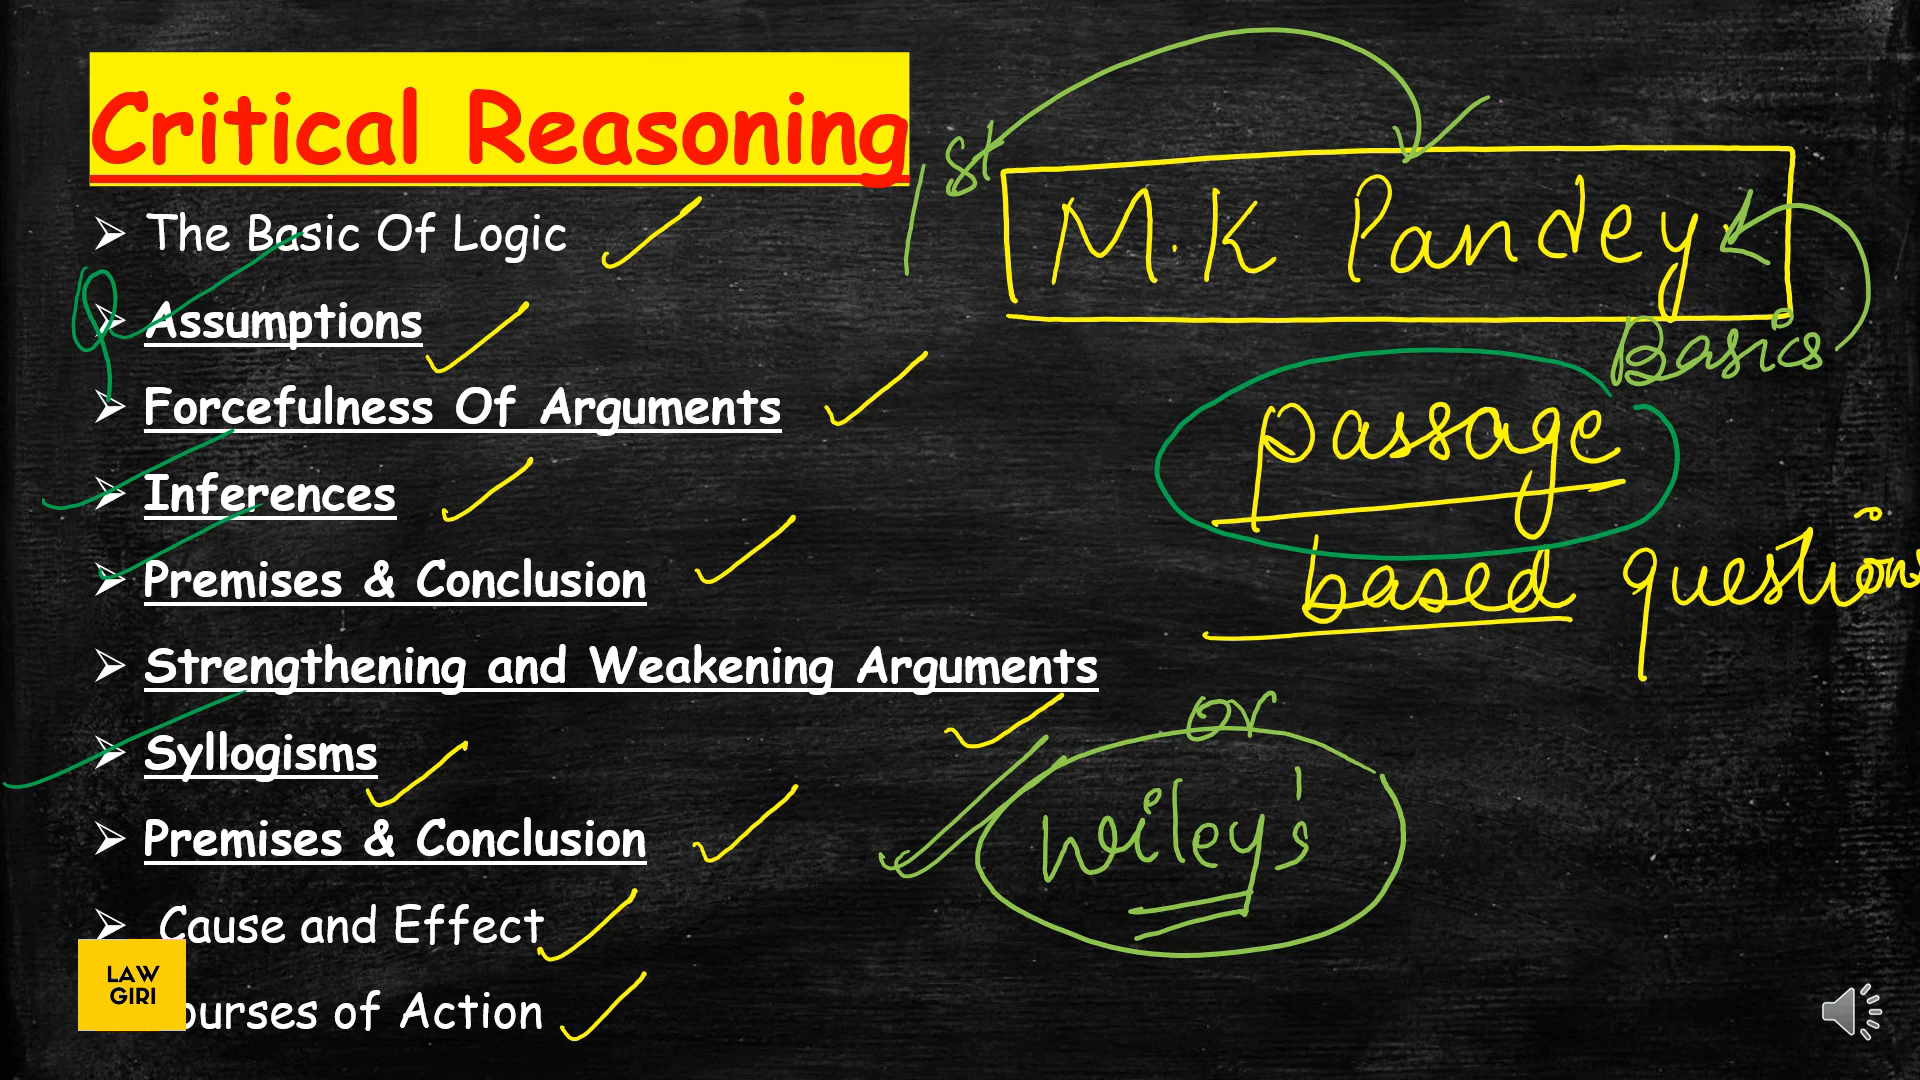 Critical Reasoning
The Basic Of Logic
Assumptions
Forcefulness Of Arguments
Inferences
Premises & Conclusion
Strengthening and Weakening Arguments
Syllogisms
Premises & Conclusion
Cause and Effect
ourses of Action
LAW
GIRI
1st
M.K Pandey
Basics
passage
based questions
or
wiley's